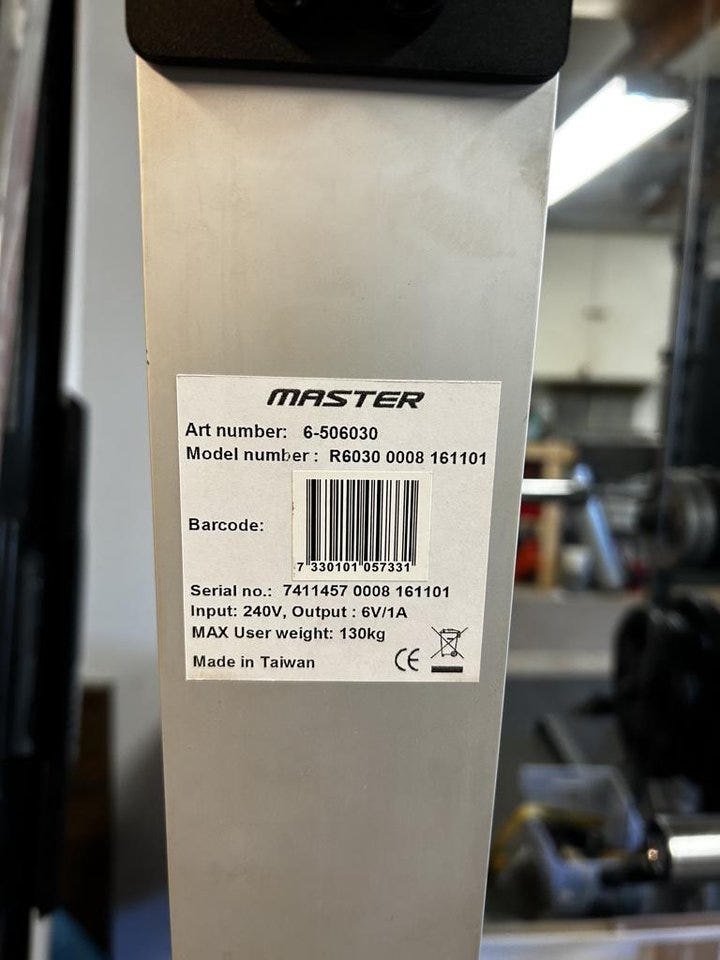 MASTER
Art number: 6-506030
Model number : R6030 0008 161101
Barcode:
7 330101 057331
Serial no.: 7411457 0008 161101
Input: 240V, Output : 6V/1A
MAX User weight: 130kg
Made in Taiwan
CE